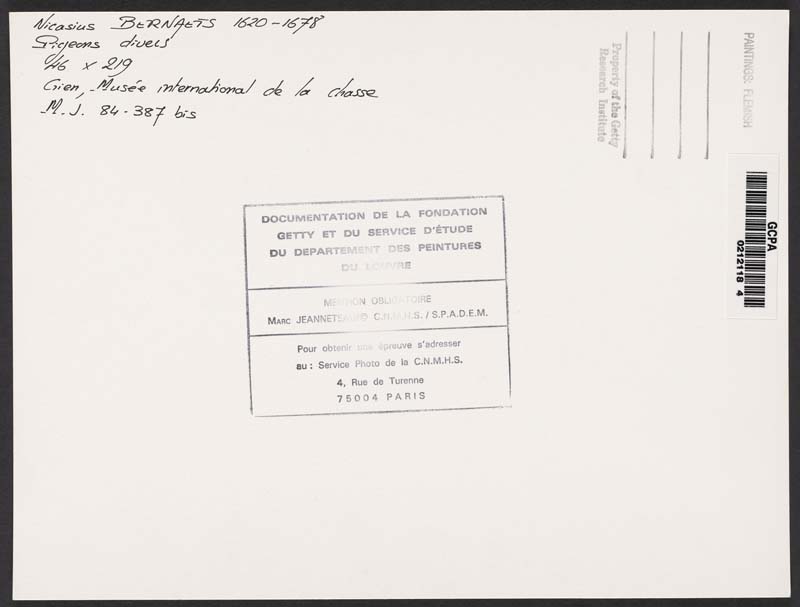 Nicasius BERNAETS 1620-1678
Pigeons divers
46 x 219
Gien, Musée international de la chasse
M.J. 84-387 bis
Property of the Getty
Research Institute
PAINTINGS: FLEMISH
GCPA
0212118 4
DOCUMENTATION DE LA FONDATION
GETTY ET DU SERVICE D'ÉTUDE
DU DEPARTEMENT DES PEINTURES
DU LOUVRE
MENTION OBLIGATOIRE
MARC JEANNETEAU © C.N.M.H.S. / S.P.A.D.E.M.
Pour obtenir une épreuve s'adresser
au : Service Photo de la C.N.M.H.S.
4, Rue de Turenne
75004 PARIS